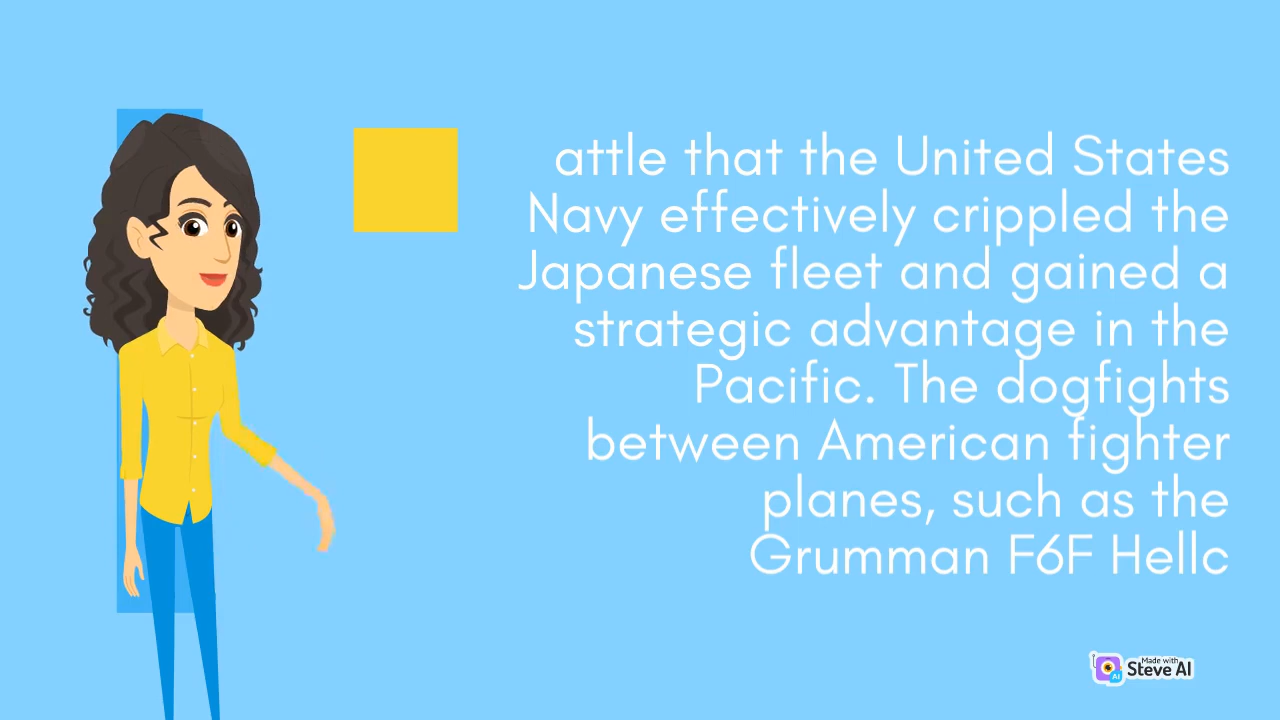 attle that the United States
Navy effectively crippled the
Japanese fleet and gained a
strategic advantage in the
Pacific. The dogfights
between American fighter
planes, such as the
Grumman F6F Hellc
Made with
Steve AI
AI